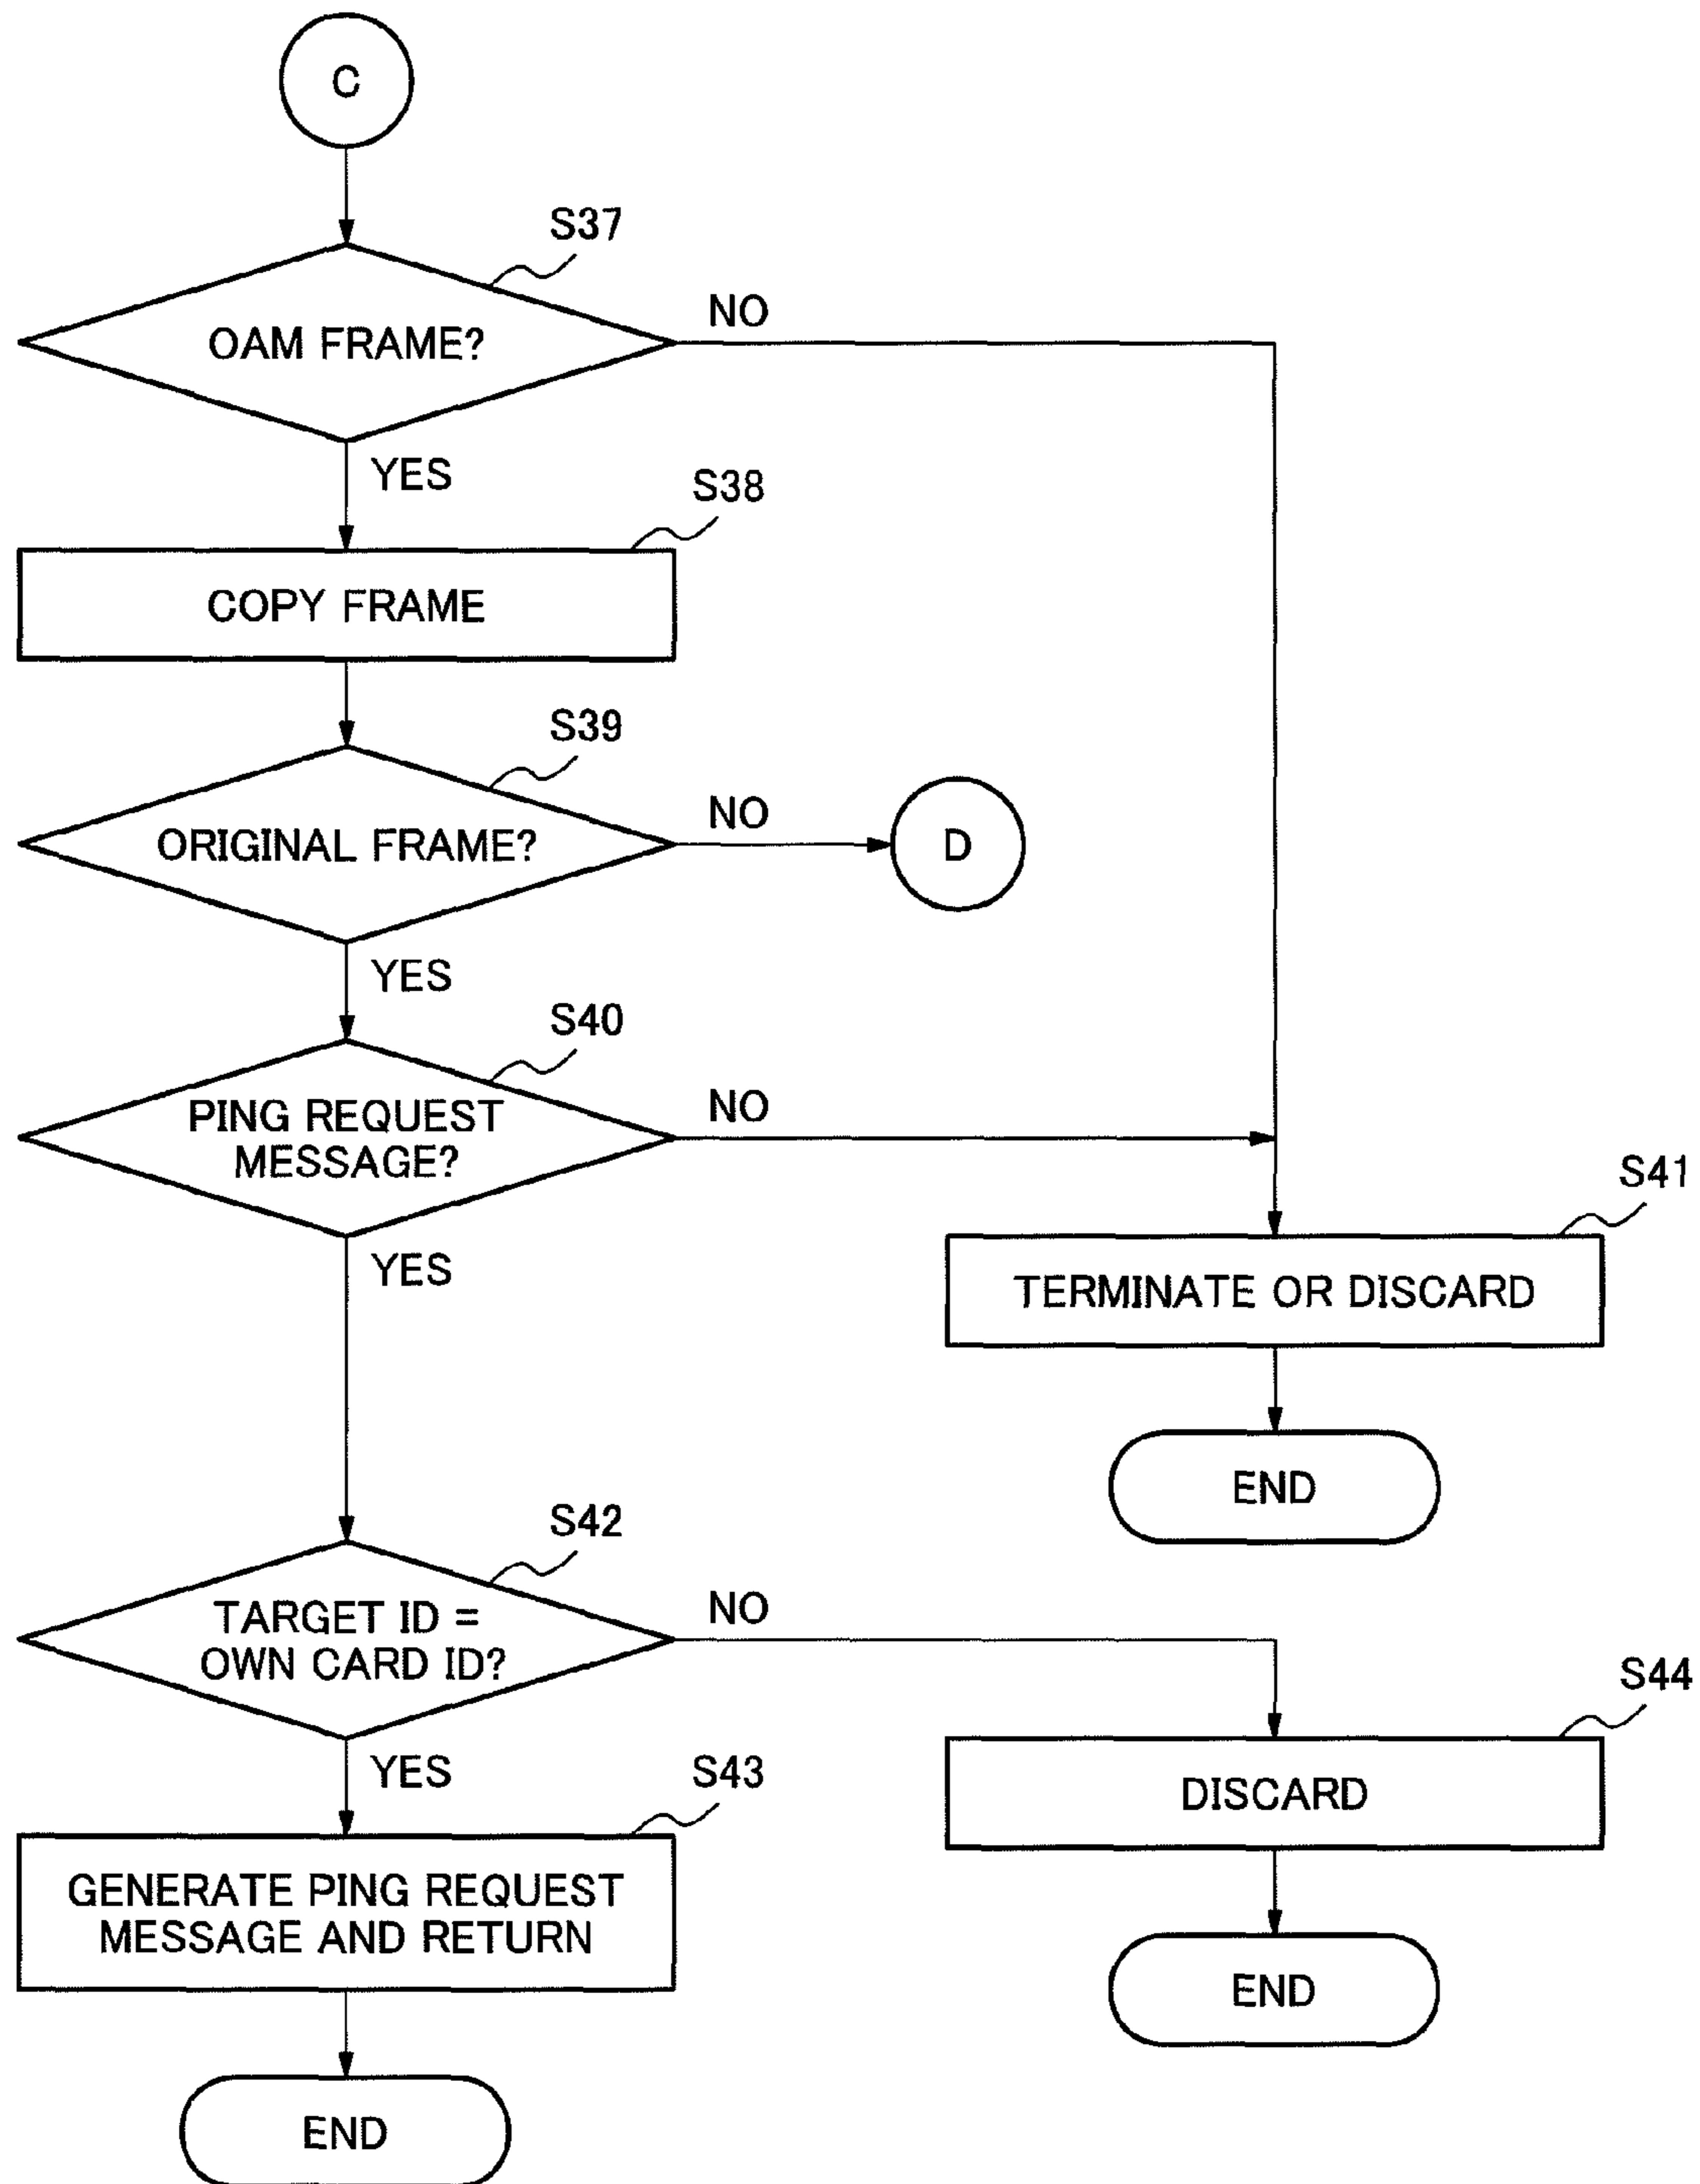 C
S37
OAM FRAME?
NO
YES
S38
COPY FRAME
S39
ORIGINAL FRAME?
NO
D
YES
S40
PING REQUEST
MESSAGE?
NO
YES
S41
TERMINATE OR DISCARD
END
S42
TARGET ID =
OWN CARD ID?
NO
YES
S44
DISCARD
END
S43
GENERATE PING REQUEST
MESSAGE AND RETURN
END